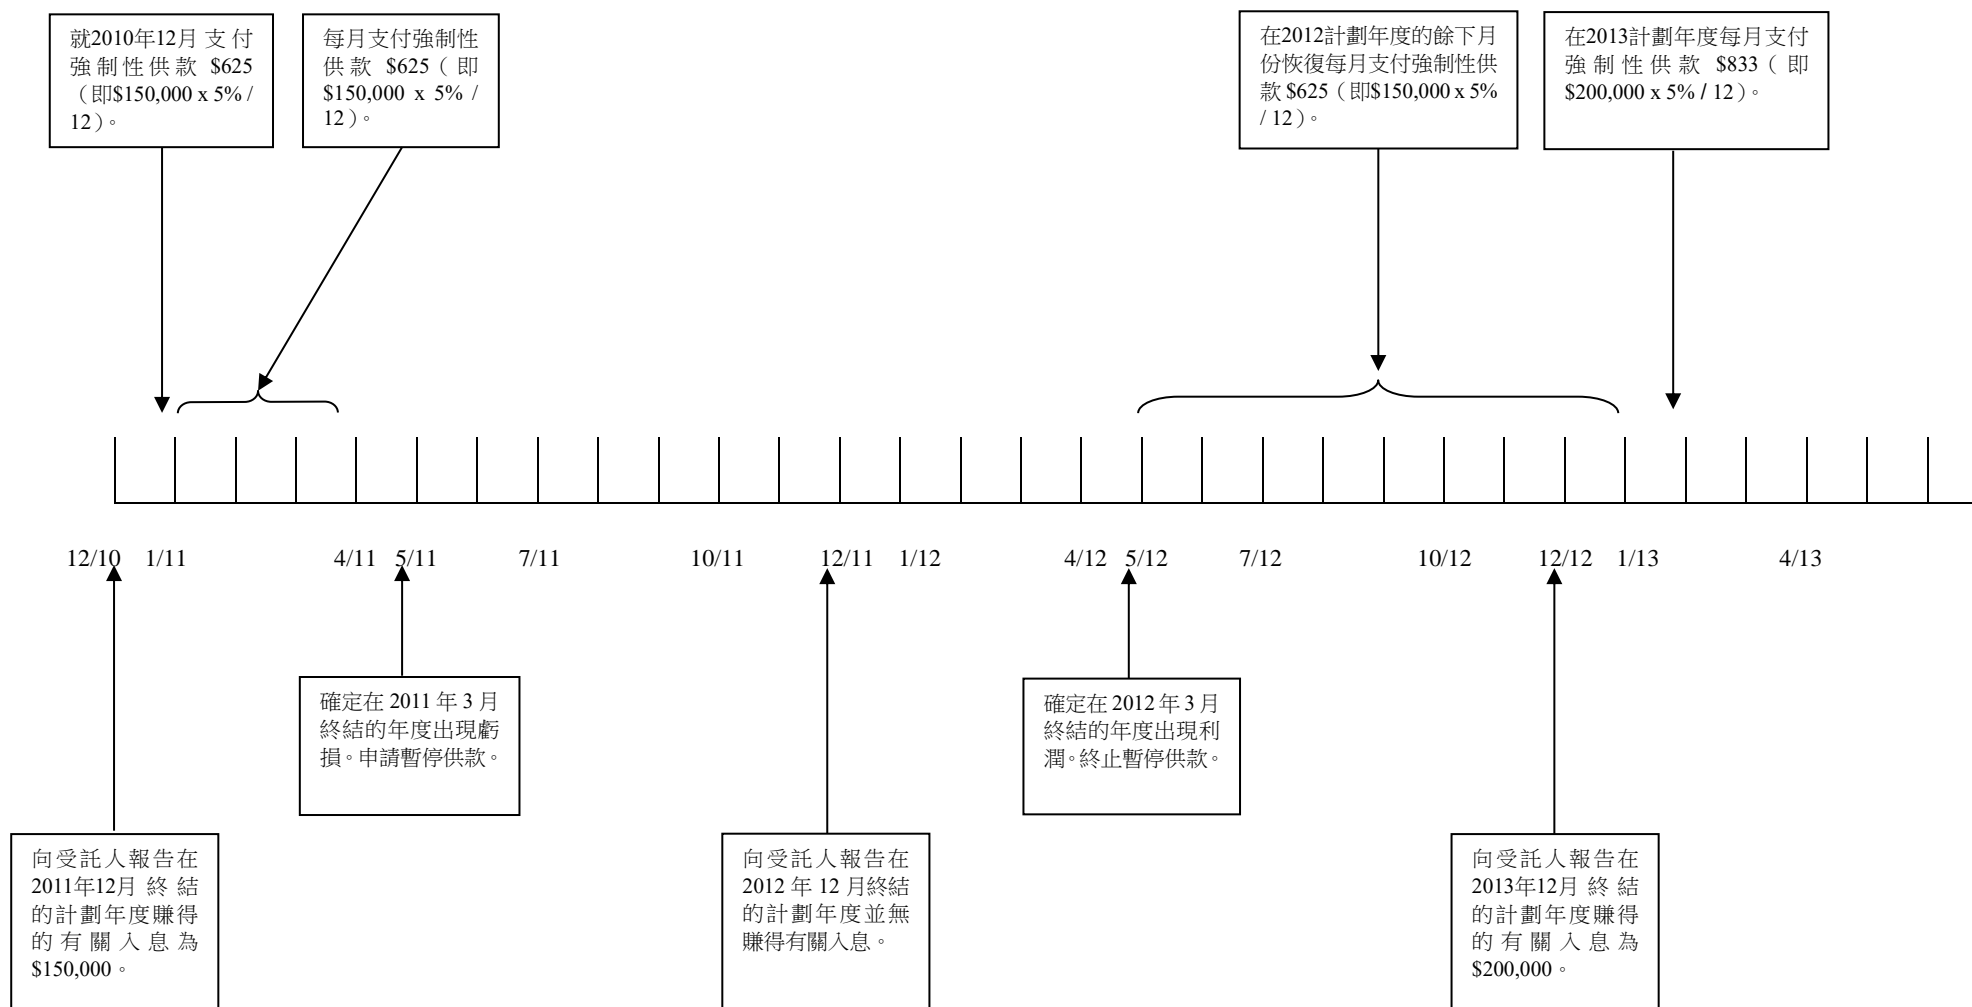 就2010年12月支付
強制性供款 $625
（即$150,000 x 5% /
12）。
每月支付強制性
供款 $625（即
$150,000 x 5% /
12）。
在2012計劃年度的餘下月
份恢復每月支付強制性供
款 $625（即$150,000 x 5%
/ 12）。
在2013計劃年度每月支付
強制性供款 $833（即
$200,000 x 5% / 12）。
12/10 1/11 4/11 5/11 7/11 10/11 12/11 1/12 4/12 5/12 7/12 10/12 12/12 1/13 4/13
確定在 2011 年 3 月
終結的年度出現虧
損。申請暫停供款。
確定在 2012 年 3 月
終結的年度出現利
潤。終止暫停供款。
向受託人報告在
2011年12月終結
的計劃年度賺得
的有關入息為
$150,000。
向受託人報告在
2012 年 12 月終結
的計劃年度並無
賺得有關入息。
向受託人報告在
2013年12月終結
的計劃年度賺得
的有關入息為
$200,000。